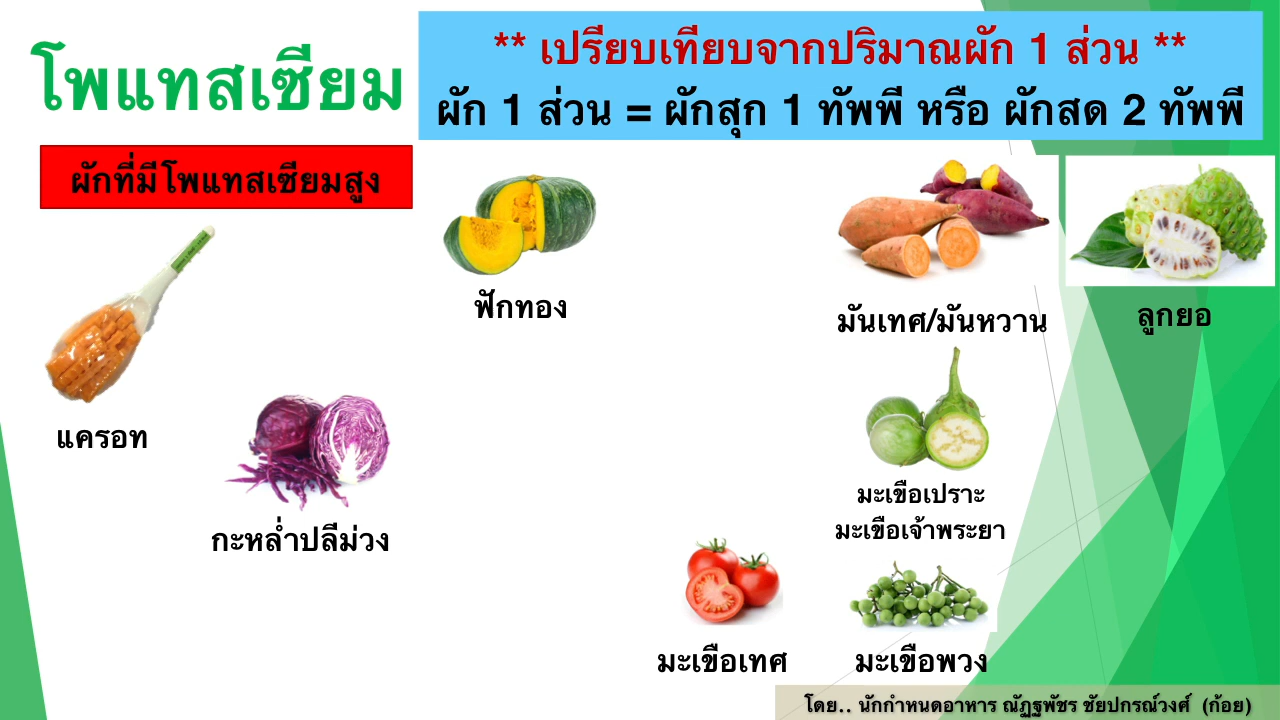 โพแทสเซียม
** เปรียบเทียบจากปริมาณผัก 1 ส่วน **
ผัก 1 ส่วน = ผักสุก 1 ทัพพี หรือ ผักสด 2 ทัพพี
ผักที่มีโพแทสเซียมสูง
ฟักทอง
มันเทศ/มันหวาน
ลูกยอ
แครอท
กะหล่ำปลีม่วง
มะเขือเปราะ
มะเขือเจ้าพระยา
มะเขือเทศ
มะเขือพวง
โดย.. นักกำหนดอาหาร ณัฏฐพัชร ชัยปกรณ์วงศ์ (ก้อย)